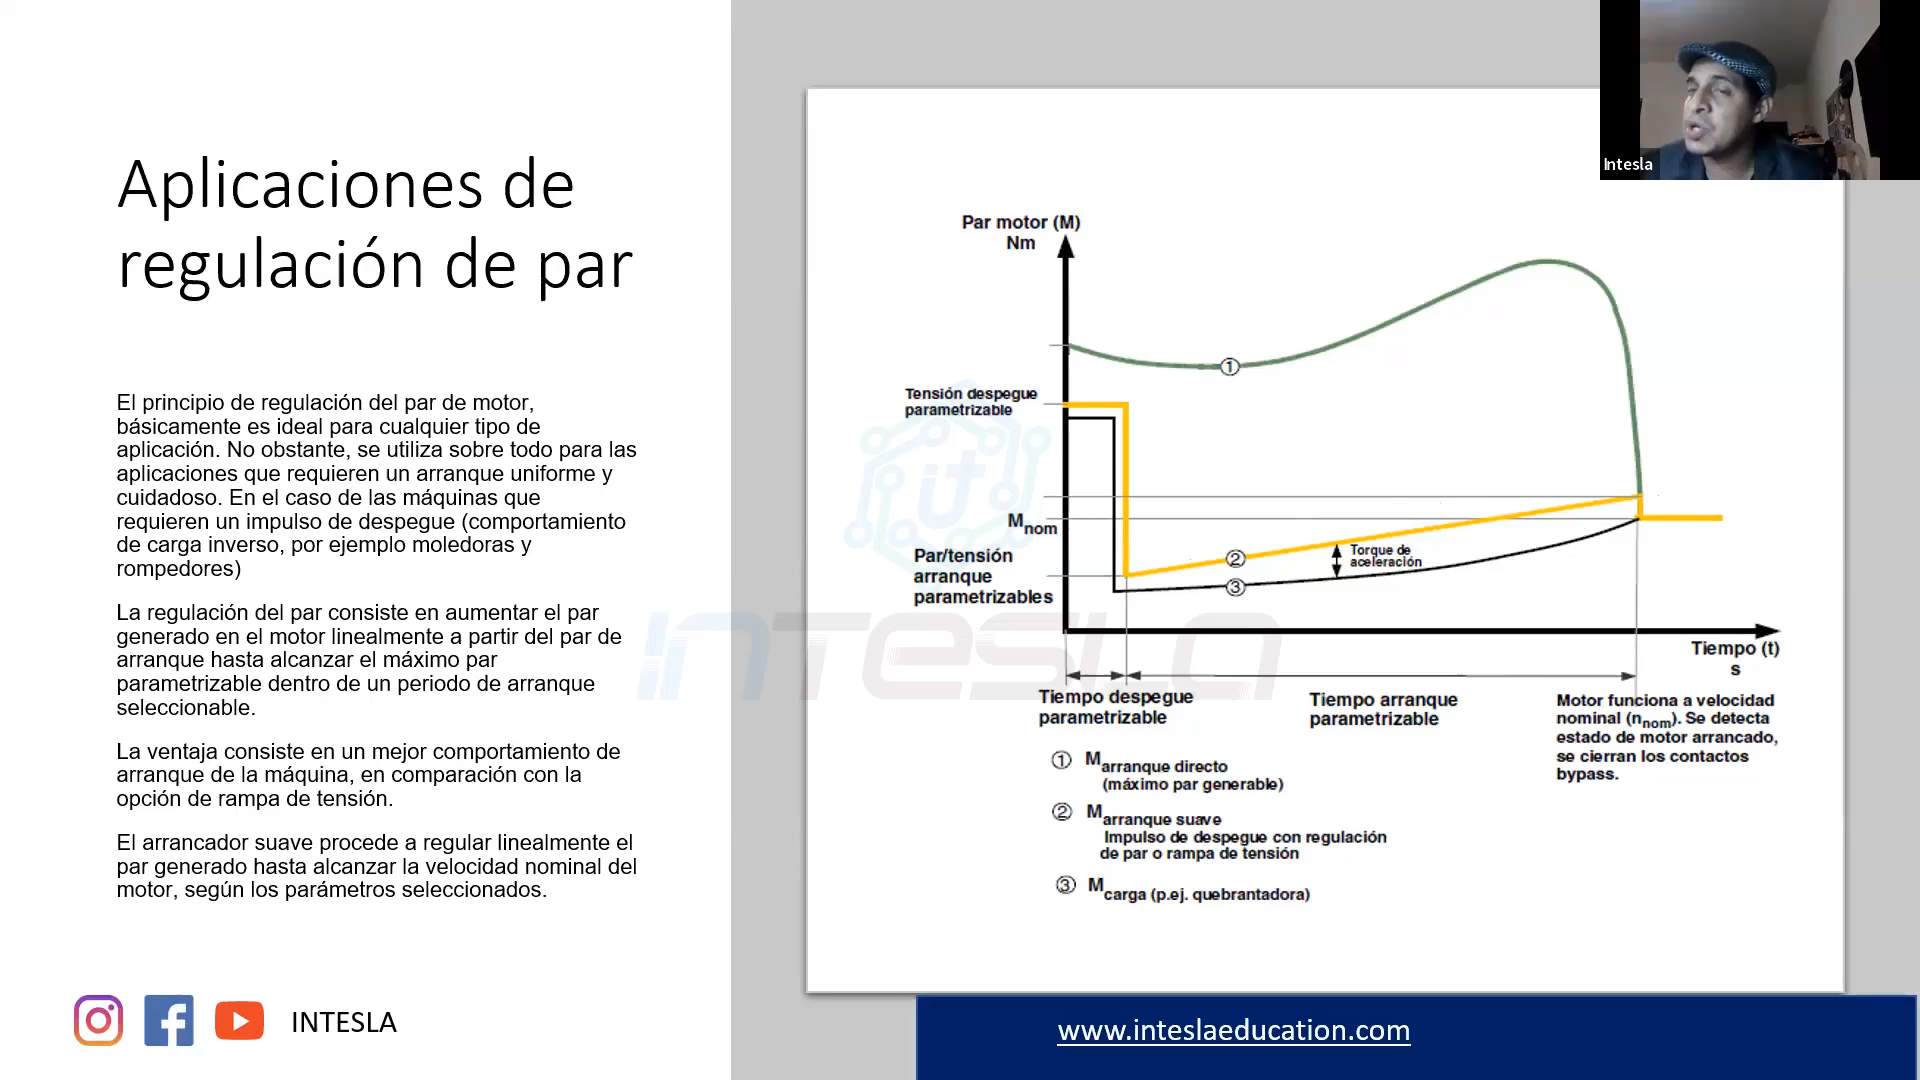 Aplicaciones de
regulación de par
El principio de regulación del par de motor,
básicamente es ideal para cualquier tipo de
aplicación. No obstante, se utiliza sobre todo para las
aplicaciones que requieren un arranque uniforme y
cuidadoso. En el caso de las máquinas que
requieren un impulso de despegue (comportamiento
de carga inverso, por ejemplo moledoras y
rompedores)
La regulación del par consiste en aumentar el par
generado en el motor linealmente a partir del par de
arranque hasta alcanzar el máximo par
parametrizable dentro de un periodo de arranque
seleccionable.
La ventaja consiste en un mejor comportamiento de
arranque de la máquina, en comparación con la
opción de rampa de tensión.
El arrancador suave procede a regular linealmente el
par generado hasta alcanzar la velocidad nominal del
motor, según los parámetros seleccionados.
INTESLA
Intesla
Par motor (M)
Nm
①
Tensión despegue
parametrizable
it
Mnom
Par/tensión
arranque
parametrizables
②
③
Torque de
aceleración
INTESLA
Tiempo (t)
s
Tiempo despegue
parametrizable
Tiempo arranque
parametrizable
Motor funciona a velocidad
nominal (nnom). Se detecta
estado de motor arrancado,
se cierran los contactos
bypass.
① Marranque directo
(máximo par generable)
② Marranque suave
Impulso de despegue con regulación
de par o rampa de tensión
③ Mcarga (p.ej. quebrantadora)
www.inteslaeducation.com